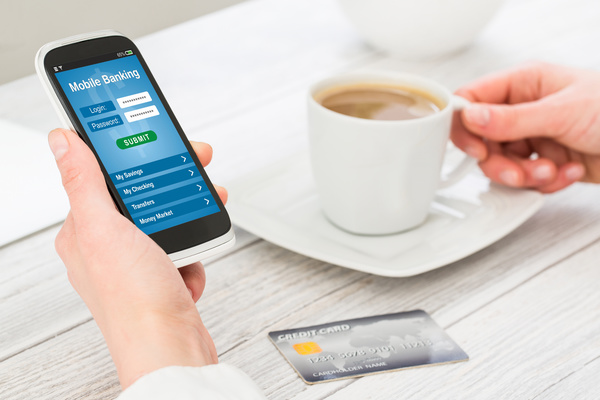 Mobile Banking
Login:
Password:
SUBMIT
My Savings
My Checking
Transfers
Money Market
CREDIT CARD
CARDHOLDER NAME